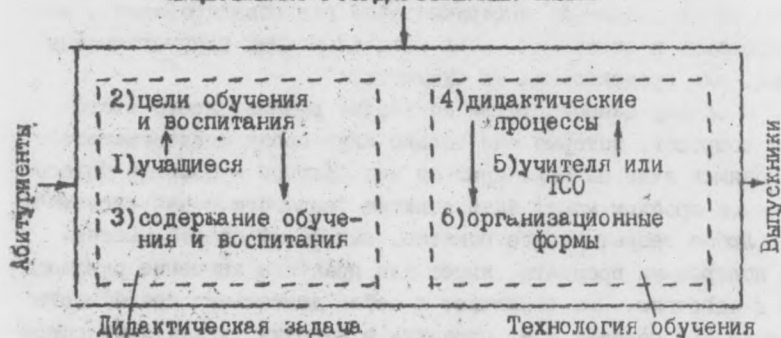 Абитуриенты
2)цели обучения
и воспитания
1)учащиеся
3)содержание обуче-
ния и воспитания
4)дидактические
процессы
5)учителя или
ТСО
6)организационные
формы
Выпускники
Дидактическая задача
Технология обучения